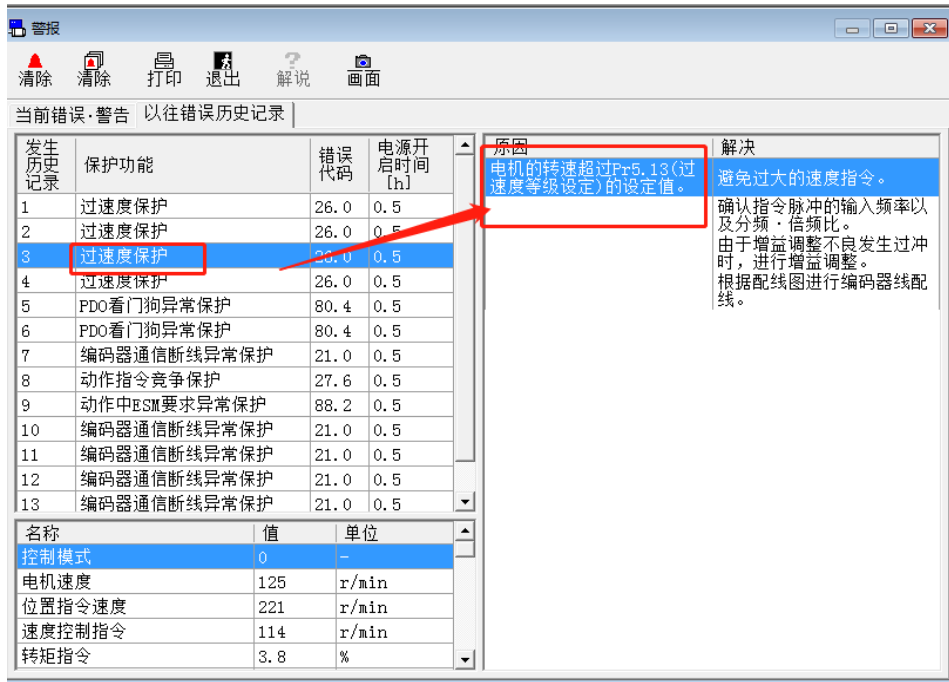 警报
清除 清除 打印 退出 解说 画面
当前错误·警告 以往错误历史记录
发生历史记录 保护功能 错误代码 电源开启时间[h]
1 过速度保护 26.0 0.5
2 过速度保护 26.0 0.5
3 过速度保护 26.0 0.5
4 过速度保护 26.0 0.5
5 PDO看门狗异常保护 80.4 0.5
6 PDO看门狗异常保护 80.4 0.5
7 编码器通信断线异常保护 21.0 0.5
8 动作指令竞争保护 27.6 0.5
9 动作中ESM要求异常保护 88.2 0.5
10 编码器通信断线异常保护 21.0 0.5
11 编码器通信断线异常保护 21.0 0.5
12 编码器通信断线异常保护 21.0 0.5
13 编码器通信断线异常保护 21.0 0.5
名称 值 单位
控制模式 0 -
电机速度 125 r/min
位置指令速度 221 r/min
速度控制指令 114 r/min
转矩指令 3.8 %
原因 解决
电机的转速超过Pr5.13(过
速度等级设定)的设定值。
避免过大的速度指令。
确认指令脉冲的输入频率以
及分频·倍频比。
由于增益调整不良发生过冲
时，进行增益调整。
根据配线图进行编码器线配
线。